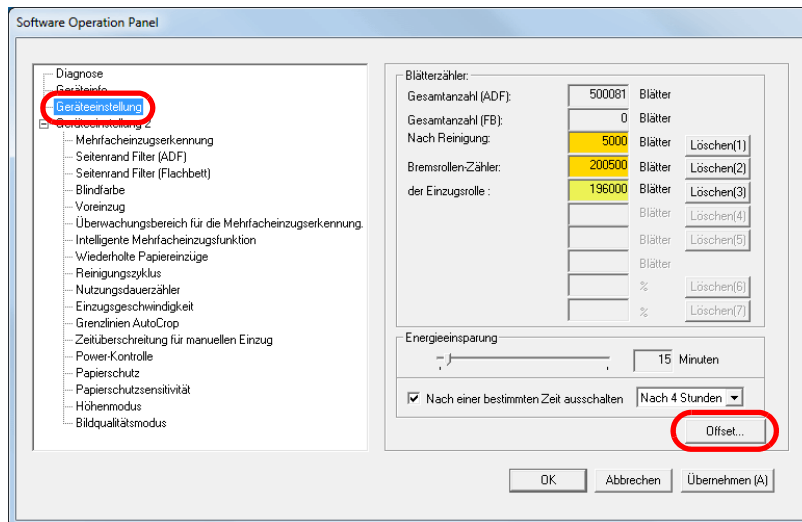 Software Operation Panel
Diagnose
Geräteinfo
Geräteeinstellung
Geräteeinstellung 2
Mehrfacheinzugserkennung
Seitenrand Filter (ADF)
Seitenrand Filter (Flachbett)
Blindfarbe
Voreinzug
Überwachungsbereich für die Mehrfacheinzugserkennung.
Intelligente Mehrfacheinzugsfunktion
Wiederholte Papiereinzüge
Reinigungszyklus
Nutzungsdauerzähler
Einzugsgeschwindigkeit
Grenzlinien AutoCrop
Zeitüberschreitung für manuellen Einzug
Power-Kontrolle
Papierschutz
Papierschutzsensitivität
Höhenmodus
Bildqualitätsmodus
Blätterzähler:
Gesamtanzahl (ADF): 500081 Blätter
Gesamtanzahl (FB): 0 Blätter
Nach Reinigung: 5000 Blätter Löschen(1)
Bremsrollen-Zähler: 200500 Blätter Löschen(2)
der Einzugsrolle : 196000 Blätter Löschen(3)
Blätter Löschen(4)
Blätter Löschen(5)
Blätter
% Löschen(6)
% Löschen(7)
Energieeinsparung
15 Minuten
Nach einer bestimmten Zeit ausschalten Nach 4 Stunden
Offset...
OK Abbrechen Übernehmen (A)